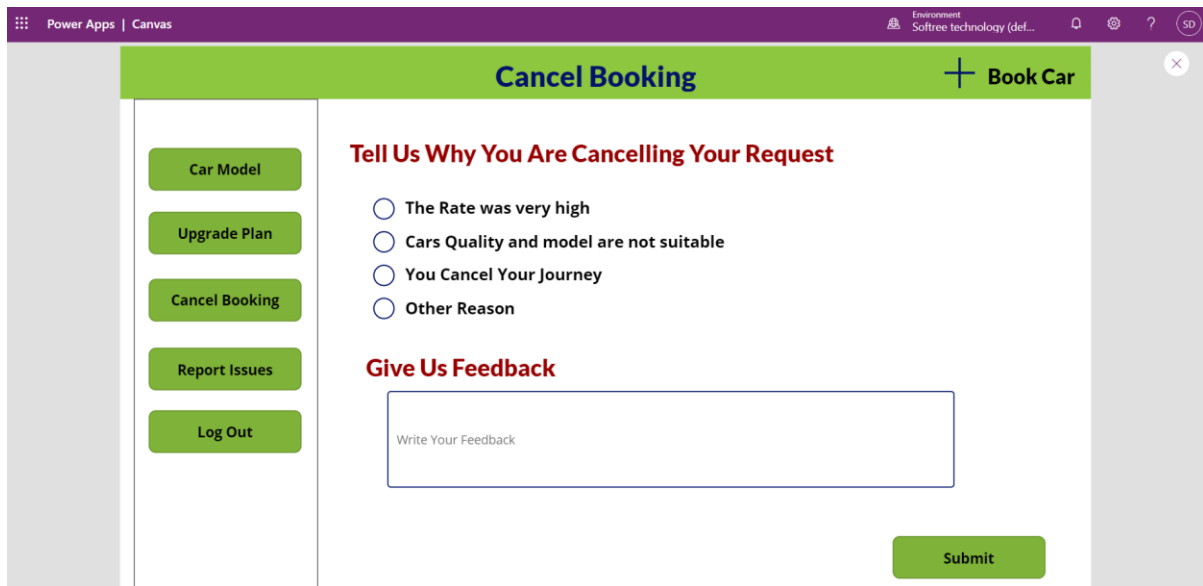 Power Apps | Canvas
Environment
Softree technology (def...
?
SD
Cancel Booking
Book Car
Car Model
Upgrade Plan
Cancel Booking
Report Issues
Log Out
Tell Us Why You Are Cancelling Your Request
The Rate was very high
Cars Quality and model are not suitable
You Cancel Your Journey
Other Reason
Give Us Feedback
Write Your Feedback
Submit